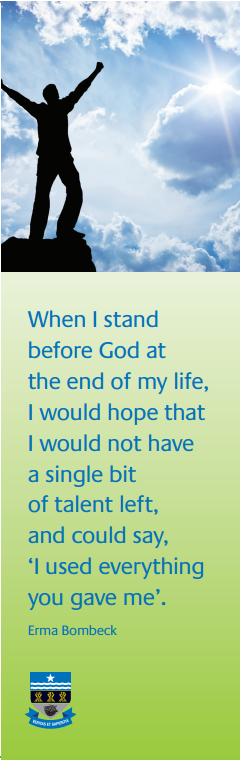 When I stand
before God at
the end of my life,
I would hope that
I would not have
a single bit
of talent left,
and could say,
‘I used everything
you gave me’.
Erma Bombeck